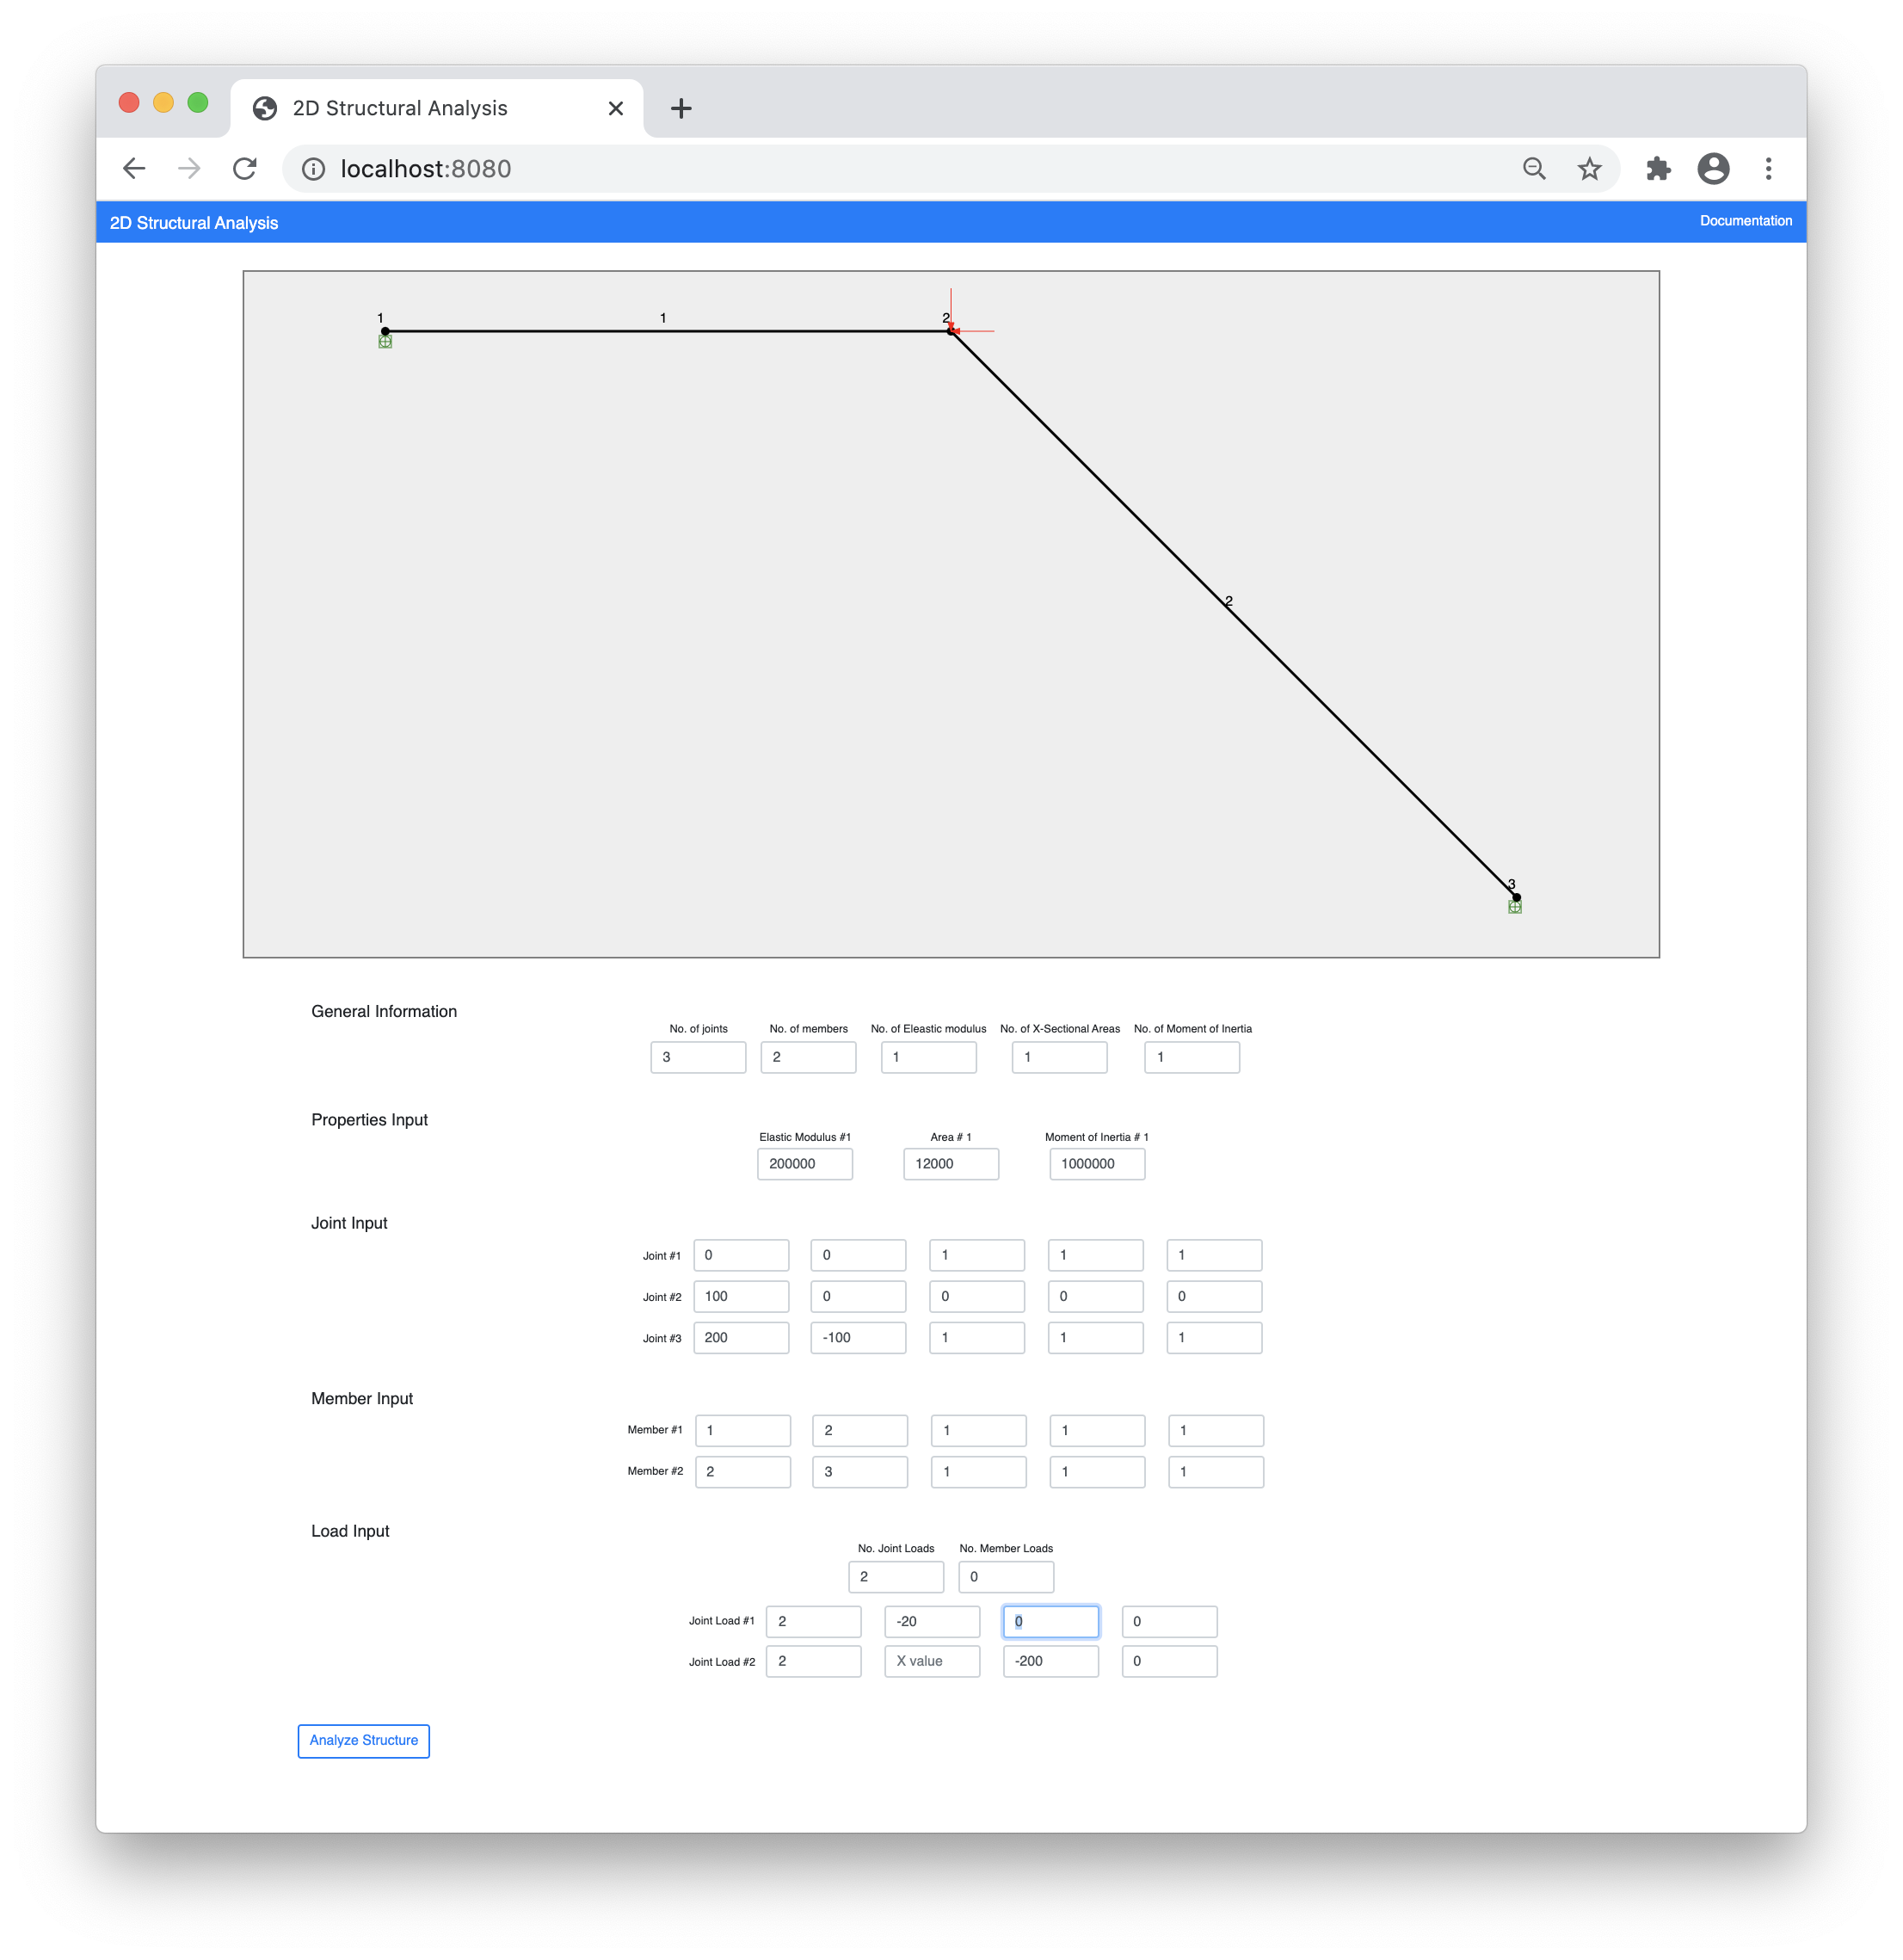 2D Structural Analysis
localhost:8080
2D Structural Analysis Documentation
1 1 2
2
3
General Information
No. of joints No. of members No. of Eleastic modulus No. of X-Sectional Areas No. of Moment of Inertia
3 2 1 1 1
Properties Input
Elastic Modulus #1 Area # 1 Moment of Inertia # 1
200000 12000 1000000
Joint Input
Joint #1 0 0 1 1 1
Joint #2 100 0 0 0 0
Joint #3 200 -100 1 1 1
Member Input
Member #1 1 2 1 1 1
Member #2 2 3 1 1 1
Load Input
No. Joint Loads No. Member Loads
2 0
Joint Load #1 2 -20 0 0
Joint Load #2 2 X value -200 0
Analyze Structure